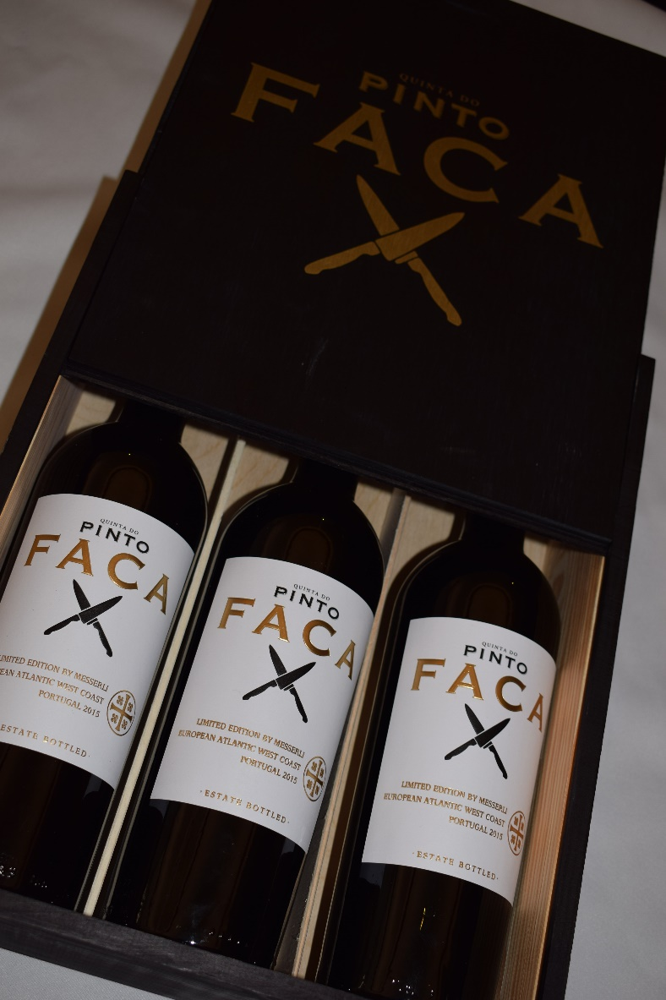 QUINTA DO
PINTO
FACA
QUINTA DO
PINTO
FACA
LIMITED EDITION BY MESSERLI
EAN ATLANTIC WEST COAST
PORTUGAL 2015
ESTATE BOTTLED·
QUINTA DO
PINTO
FACA
LIMITED EDITION BY MESSERLI
EUROPEAN ATLANTIC WEST COAST
PORTUGAL 2015
·ESTATE BOTTLED·
QUINTA DO
PINTO
FACA
LIMITED EDITION BY MESSERLI
EUROPEAN ATLANTIC WEST COAST
PORTUGAL 2015
·ESTATE BOTTLED·